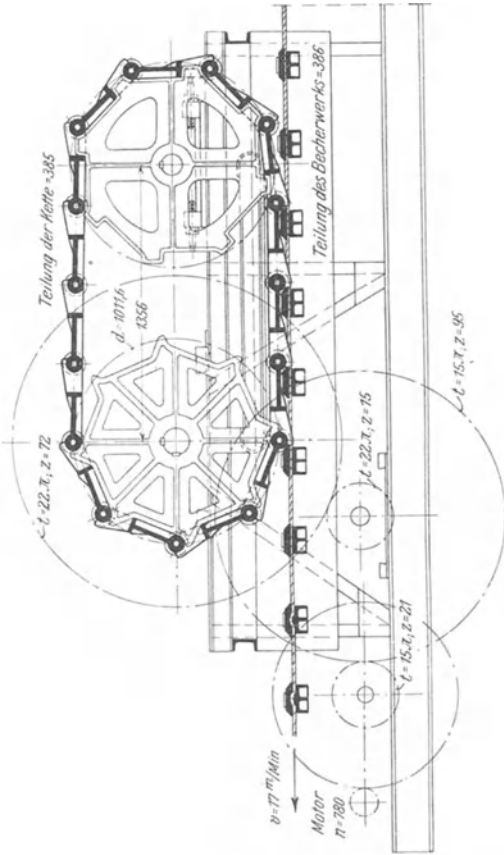 Teilung der Kette = 385
d = 1011,6
1356
t = 22.π; z = 72
Teilung des Becherwerks = 386
t = 15.π, z = 95
t = 22.π; z = 15
t = 15.π; z = 21
v = 17 m/Min
Motor
n = 780